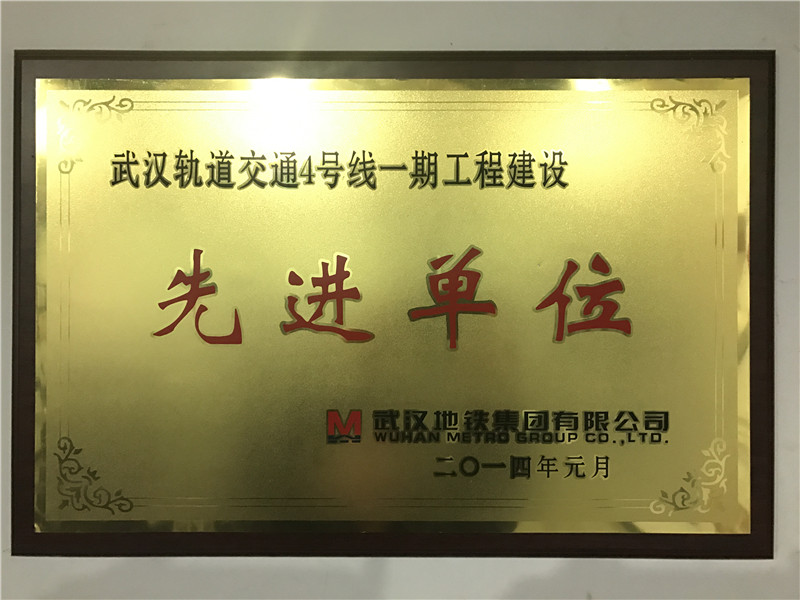 武汉轨道交通4号线一期工程建设
先进单位
M 武汉地铁集团有限公司
WUHAN METRO GROUP CO.,LTD.
二〇一四年元月